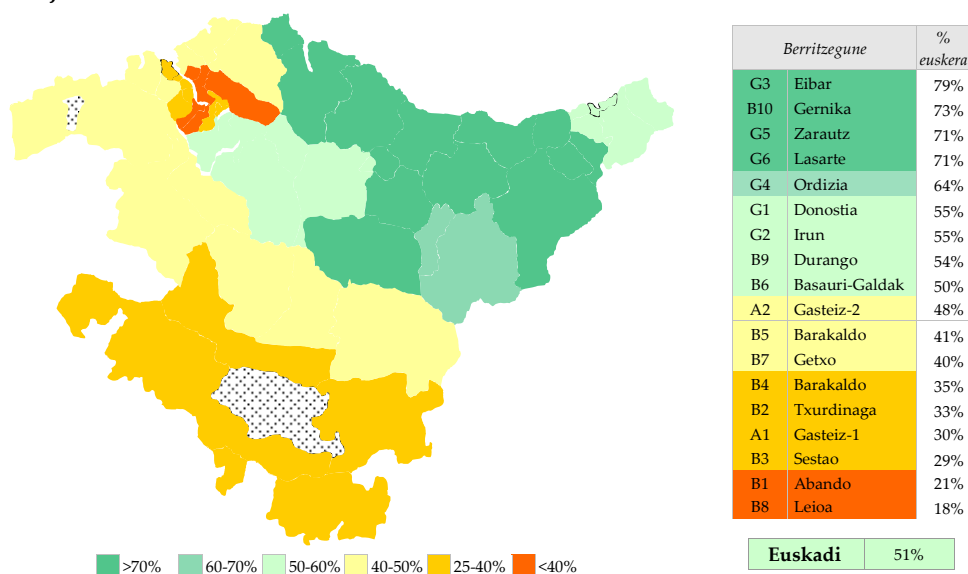 Berritzegune % euskera
G3 Eibar 79%
B10 Gernika 73%
G5 Zarautz 71%
G6 Lasarte 71%
G4 Ordizia 64%
G1 Donostia 55%
G2 Irun 55%
B9 Durango 54%
B6 Basauri-Galdak 50%
A2 Gasteiz-2 48%
B5 Barakaldo 41%
B7 Getxo 40%
B4 Barakaldo 35%
B2 Txurdinaga 33%
A1 Gasteiz-1 30%
B3 Sestao 29%
B1 Abando 21%
B8 Leioa 18%
Euskadi 51%
>70% 60-70% 50-60% 40-50% 25-40% <40%